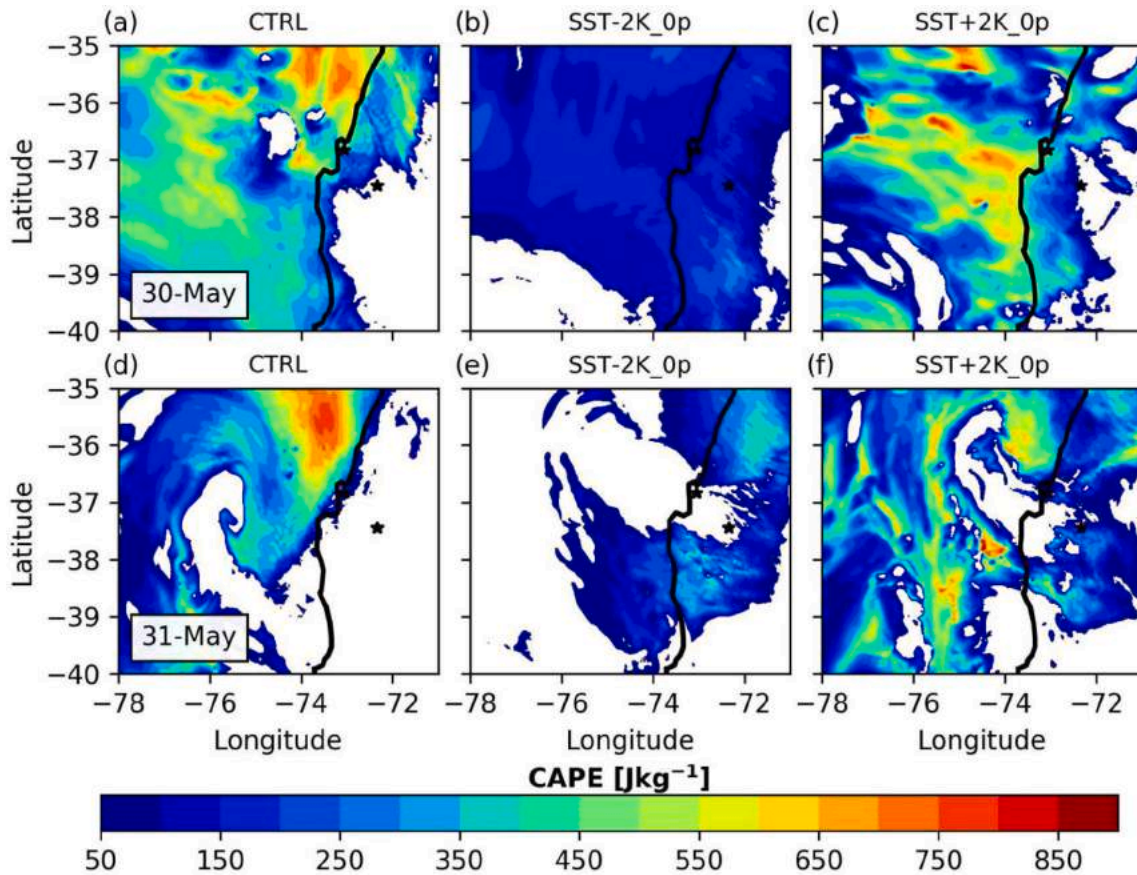 (a) CTRL (b) SST-2K_0p (c) SST+2K_0p
−35
−36
−37
−38
−39
−40
Latitude
30-May
(d) CTRL (e) SST-2K_0p (f) SST+2K_0p
−35
−36
−37
−38
−39
−40
Latitude
31-May
−78 −76 −74 −72 −78 −76 −74 −72 −78 −76 −74 −72
Longitude Longitude Longitude
CAPE [Jkg⁻¹]
50 150 250 350 450 550 650 750 850